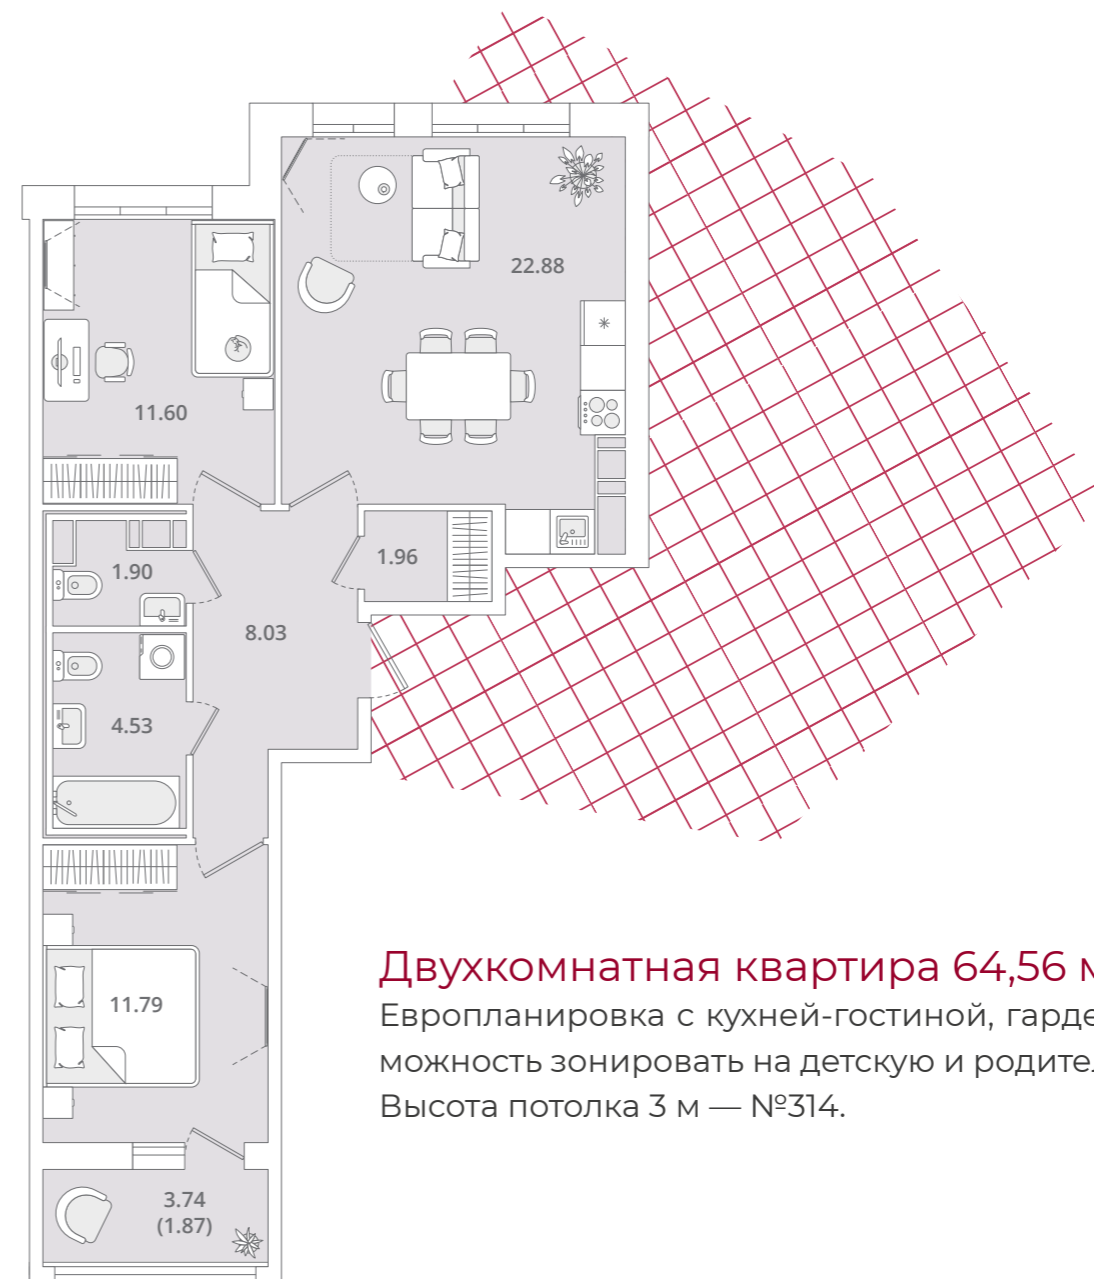 22.88
11.60
1.96
1.90
8.03
4.53
Двухкомнатная квартира 64,56
Европланировка с кухней-гостиной,
можность зонировать на детскую и
Высота потолка 3 м — №314.
11.79
3.74
(1.87)